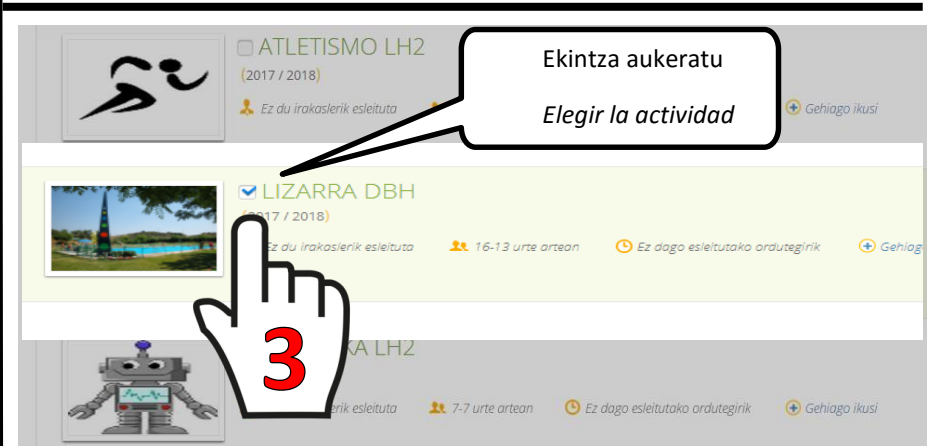 ATLETISMO LH2
(2017 / 2018)
Ez du irakaslerik esleituta
Gehiago ikusi
Ekintza aukeratu
Elegir la actividad
LIZARRA DBH
(2017 / 2018)
Ez du irakaslerik esleituta 16-13 urte artean Ez dago esleitutako ordutegirik Gehiag
3
KA LH2
erik esleituta 7-7 urte artean Ez dago esleitutako ordutegirik Gehiago ikusi